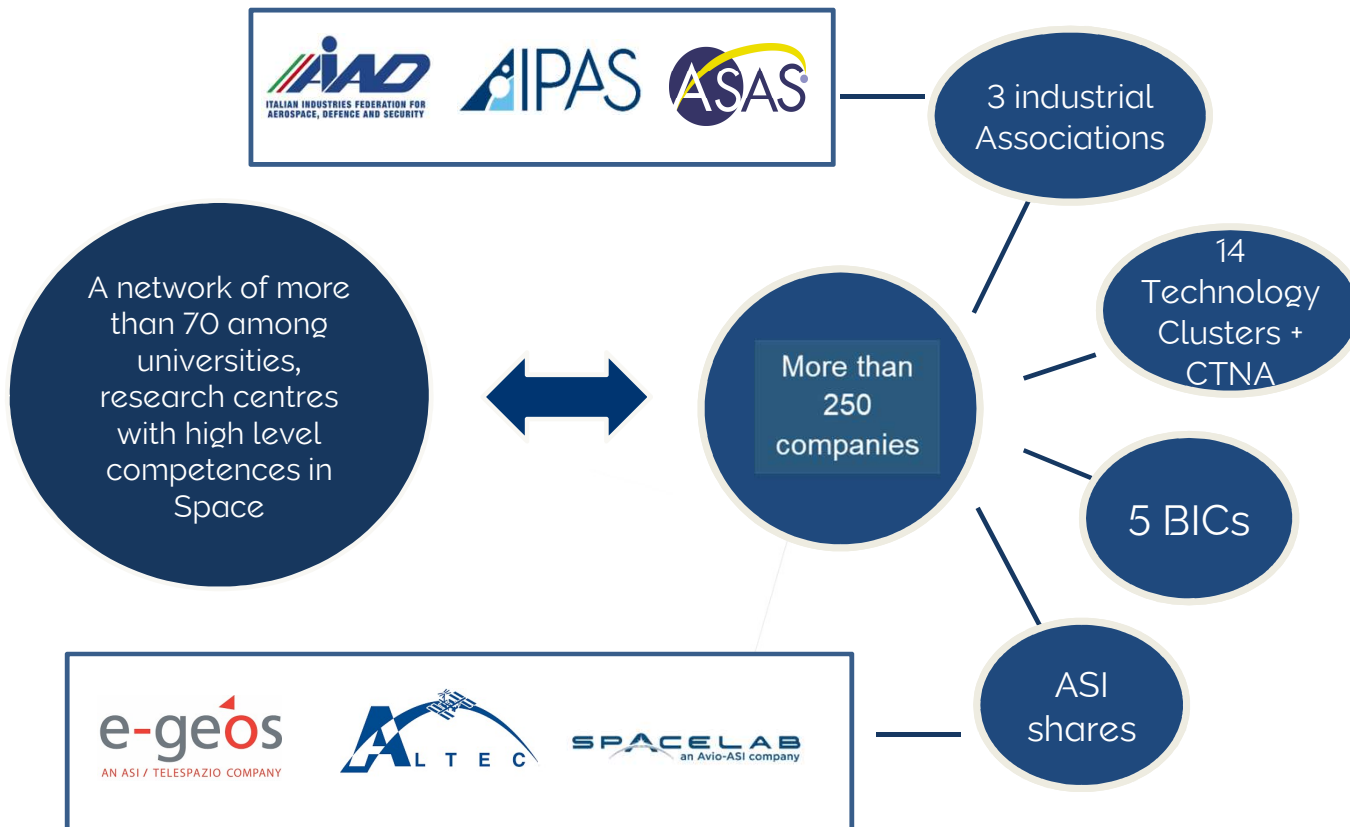 AIAD
ITALIAN INDUSTRIES FEDERATION FOR
AEROSPACE, DEFENCE AND SECURITY
AIPAS
ASAS
3 industrial
Associations
A network of more
than 70 among
universities,
research centres
with high level
competences in
Space
More than
250
companies
14
Technology
Clusters +
CTNA
5 BICs
ASI
shares
e-geos
AN ASI / TELESPAZIO COMPANY
ALTEC
SPACELAB
an Avio-ASI company